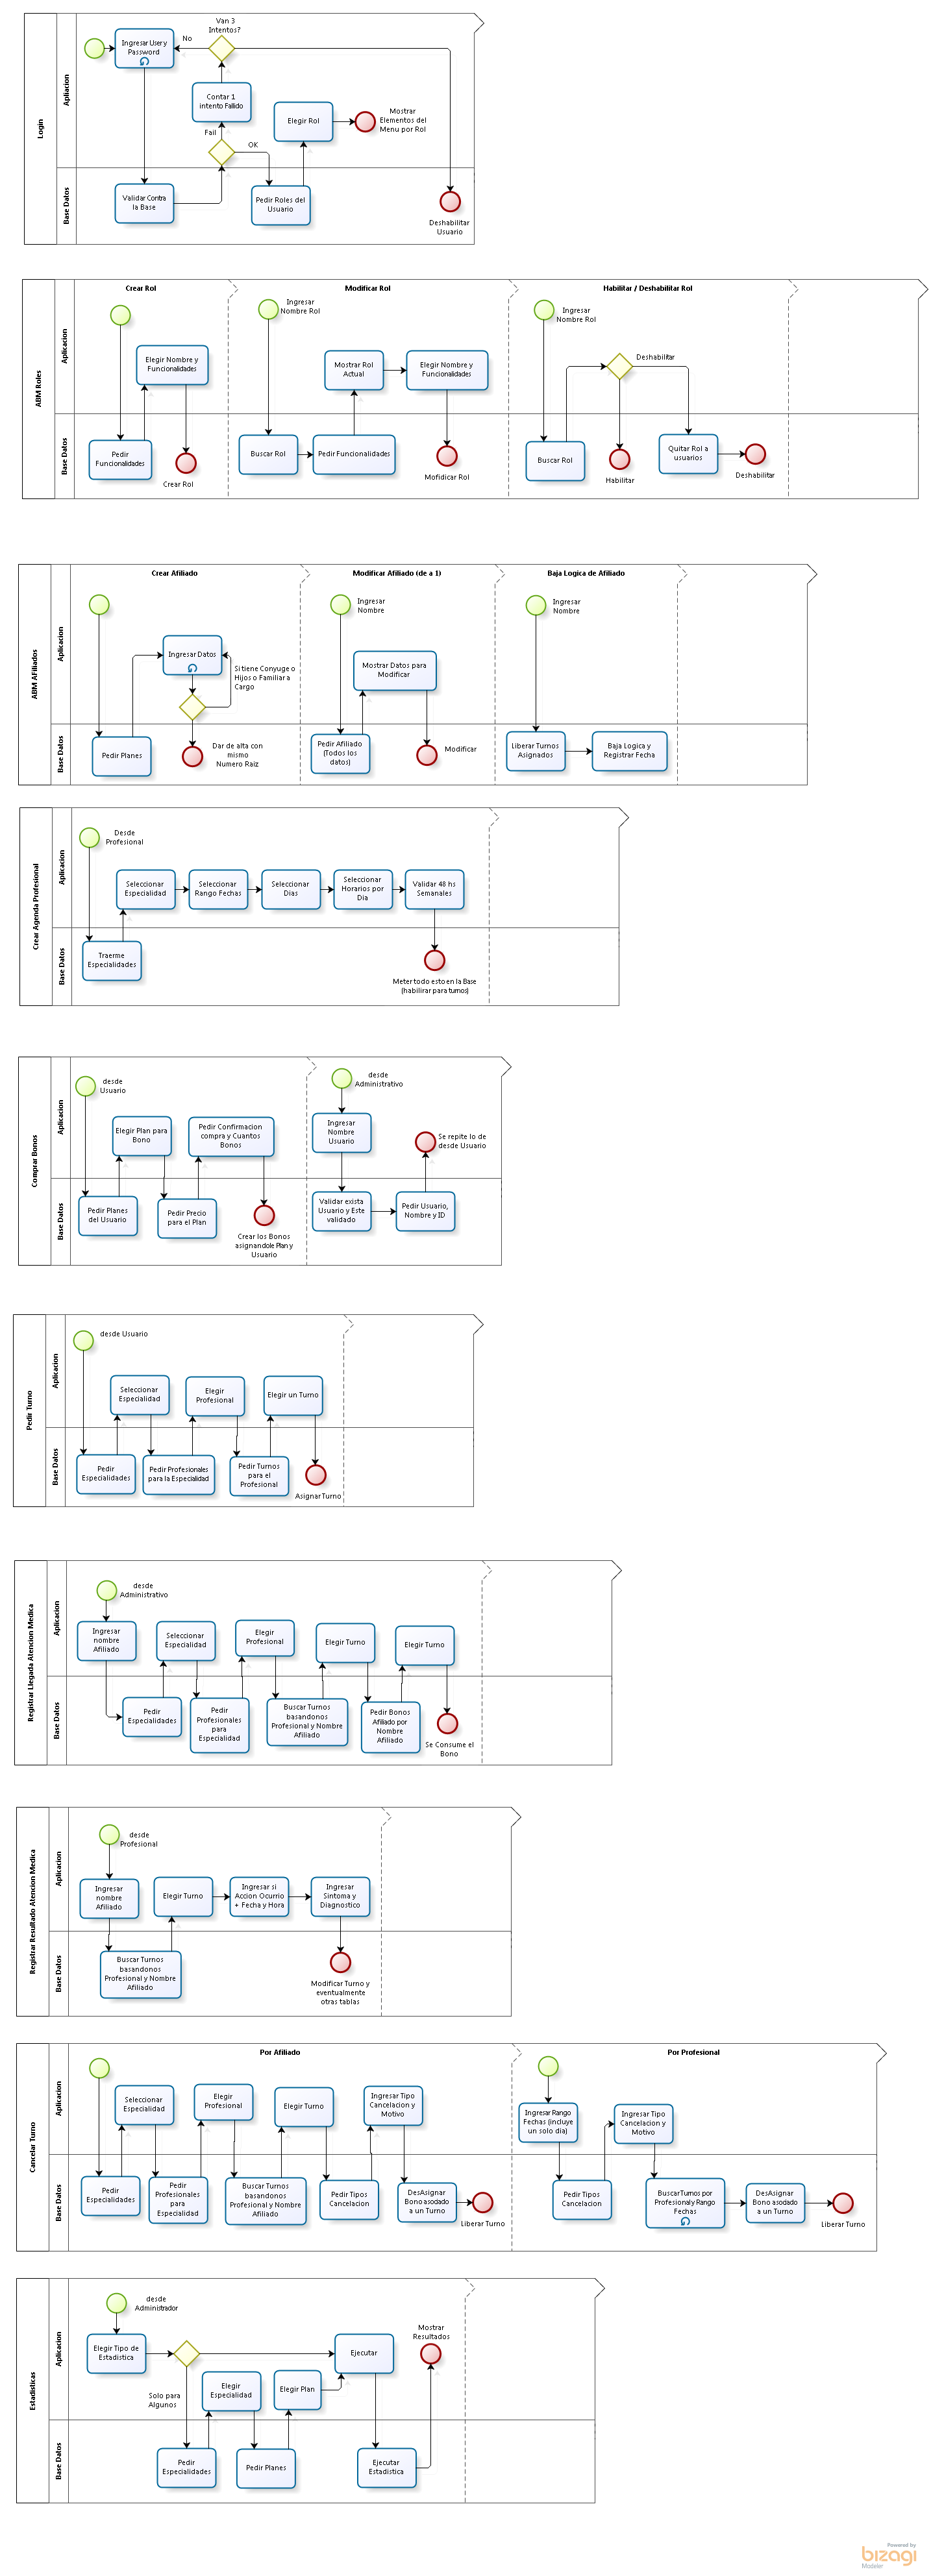 Login
Apliacion
Base Datos
Ingresar User y
Password
No
Van 3
Intentos?
Contar 1
intento Fallido
Fail
OK
Elegir Rol
Mostrar
Elementos del
Menu por Rol
Validar Contra
la Base
Pedir Roles del
Usuario
Deshabilitar
Usuario
ABM Roles
Aplicacion
Base Datos
Crear Rol
Elegir Nombre y
Funcionalidades
Pedir
Funcionalidades
Crear Rol
Modificar Rol
Ingresar
Nombre Rol
Mostrar Rol
Actual
Elegir Nombre y
Funcionalidades
Buscar Rol
Pedir Funcionalidades
Mofidicar Rol
Habilitar / Deshabilitar Rol
Ingresar
Nombre Rol
Deshabilitar
Buscar Rol
Habilitar
Quitar Rol a
usuarios
Deshabilitar
ABM AFiliados
Aplicacion
Base Datos
Crear Afiliado
Ingresar Datos
Si tiene Conyuge o
Hijos o Familiar a
Cargo
Pedir Planes
Dar de alta con
mismo
Numero Raiz
Modificar Afiliado (de a 1)
Ingresar
Nombre
Mostrar Datos para
Modificar
Pedir Afiliado
(Todos los
datos)
Modificar
Baja Logica de Afiliado
Ingresar
Nombre
Liberar Turnos
Asignados
Baja Logica y
Registrar Fecha
Crear Agenda Profesional
Aplicacion
Base Datos
Desde
Profesional
Seleccionar
Especialidad
Seleccionar
Rango Fechas
Seleccionar
Dias
Seleccionar
Horarios por
Dia
Validar 48 hs
Semanales
Traerme
Especialidades
Meter todo esto en la Base
(habilirar para turnos)
Comprar Bonos
Aplicacion
Base Datos
desde
Usuario
Elegir Plan para
Bono
Pedir Confirmacion
compra y Cuantos
Bonos
Pedir Planes
del Usuario
Pedir Precio
para el Plan
Crear los Bonos
asignandole Plan y
Usuario
desde
Administrativo
Ingresar
Nombre
Usuario
Se repite lo de
desde Usuario
Validar exista
Usuario y Este
validado
Pedir Usuario,
Nombre y ID
Pedir Turno
Aplicacion
Base Datos
desde Usuario
Seleccionar
Especialidad
Elegir
Profesional
Elegir un Turno
Pedir
Especialidades
Pedir Profesionales
para la Especialidad
Pedir Turnos
para el
Profesional
Asignar Turno
Registrar Llegada Atencion Medica
Aplicacion
Base Datos
desde
Administrativo
Ingresar
nombre
Afiliado
Seleccionar
Especialidad
Elegir
Profesional
Elegir Turno
Elegir Turno
Pedir
Especialidades
Pedir
Profesionales
para
Especialidad
Buscar Turnos
basandonos
Profesional y Nombre
Afiliado
Pedir Bonos
Afiliado por
Nombre
Afiliado
Se Consume el
Bono
Registrar Resultado Atencion Medica
Aplicacion
Base Datos
desde
Profesional
Ingresar
nombre
Afiliado
Elegir Turno
Ingresar si
Accion Ocurrio
+ Fecha y Hora
Ingresar
Sintoma y
Diagnostico
Buscar Turnos
basandonos
Profesional y Nombre
Afiliado
Modificar Turno y
eventualmente
otras tablas
Cancelar Turno
Aplicacion
Base Datos
Por Afiliado
Seleccionar
Especialidad
Elegir
Profesional
Elegir Turno
Ingresar Tipo
Cancelacion y
Motivo
Pedir
Especialidades
Pedir
Profesionales
para
Especialidad
Buscar Turnos
basandonos
Profesional y Nombre
Afiliado
Pedir Tipos
Cancelacion
DesAsignar
Bono asociado
a un Turno
Liberar Turno
Por Profesional
Ingresar Rango
Fechas (incluye
un solo dia)
Ingresar Tipo
Cancelacion y
Motivo
Pedir Tipos
Cancelacion
Buscar Turnos por
Profesional y Rango
Fechas
DesAsignar
Bono asociado
a un Turno
Liberar Turno
Estadisticas
Aplicacion
Base Datos
desde
Administrador
Elegir Tipo de
Estadistica
Solo para
Algunos
Elegir
Especialidad
Elegir Plan
Ejecutar
Mostrar
Resultados
Pedir
Especialidades
Pedir Planes
Ejecutar
Estadistica
Powered by
bizagi
Modeler